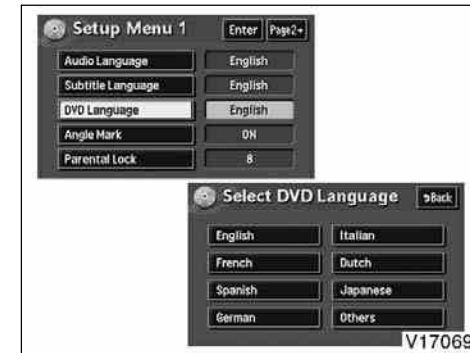 Setup Menu 1 Enter Page2→
Audio Language English
Subtitle Language English
DVD Language English
Angle Mark ON
Parental Lock 8
Select DVD Language Back
English Italian
French Dutch
Spanish Japanese
German Others
V17069